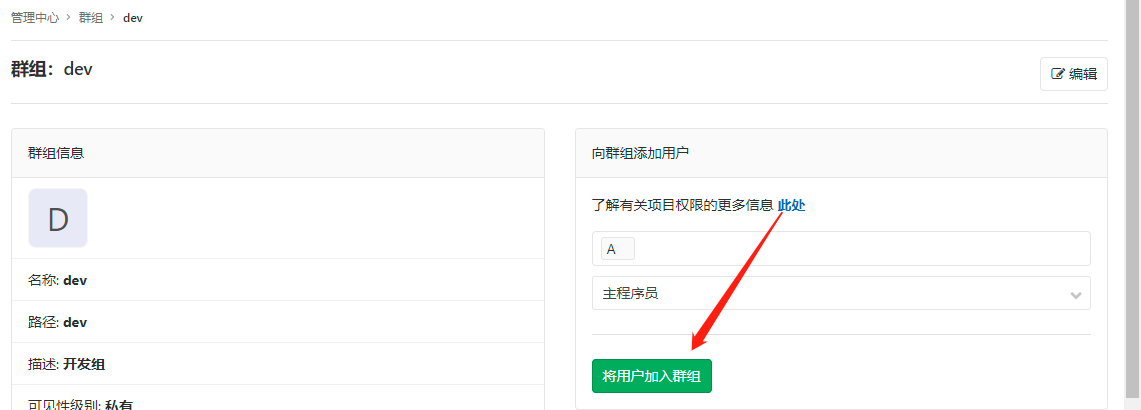 管理中心 > 群组 > dev
群组：dev
编辑
群组信息
D
名称: dev
路径: dev
描述: 开发组
可见性级别: 私有
向群组添加用户
了解有关项目权限的更多信息 此处
A
主程序员
将用户加入群组